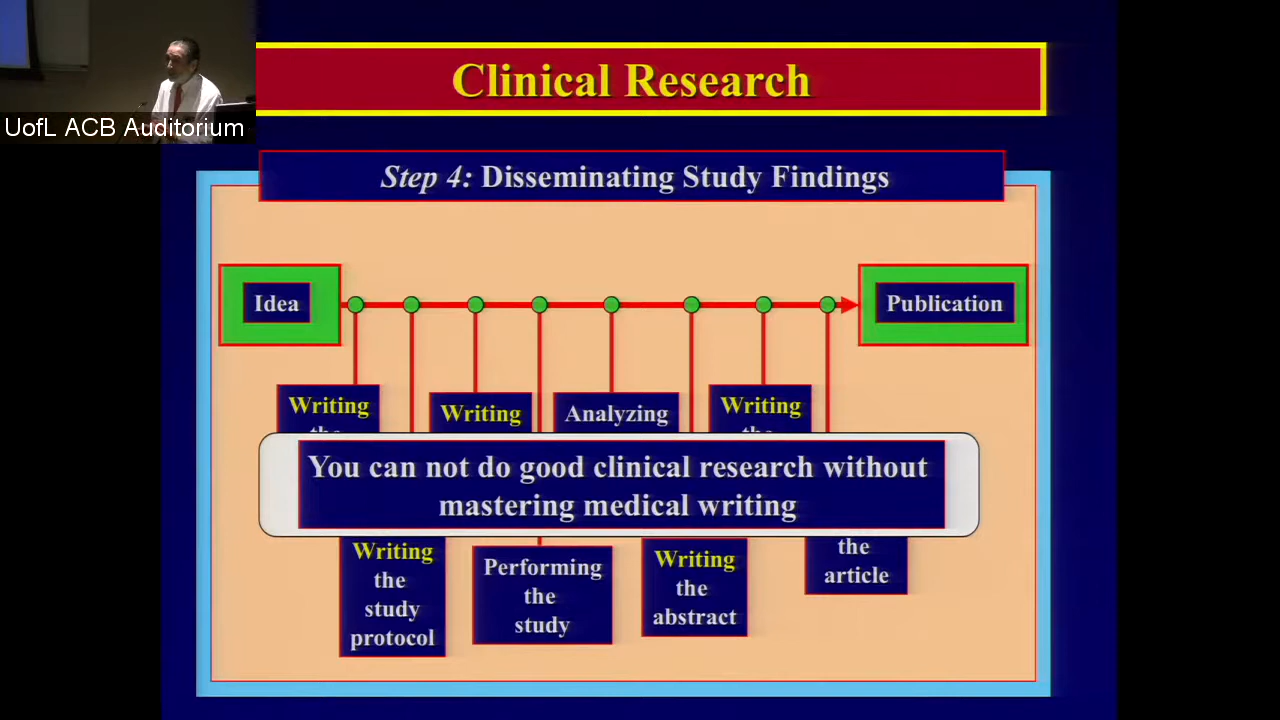 Clinical Research
UofL ACB Auditorium
Step 4: Disseminating Study Findings
Idea
Publication
Writing
the
Writing
Analyzing
Writing
the
You can not do good clinical research without
mastering medical writing
Writing
the
study
protocol
Performing
the
study
Writing
the
abstract
the
article